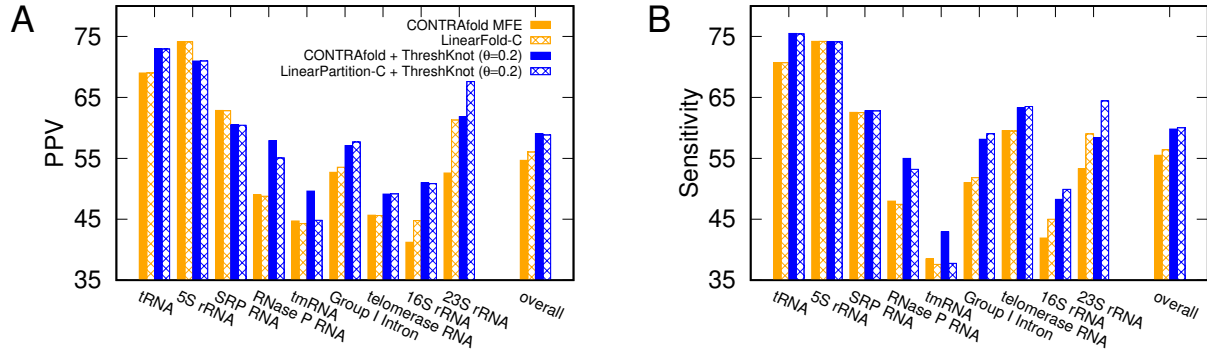 A
PPV
75
65
55
45
35
CONTRAfold MFE
LinearFold-C
CONTRAfold + ThreshKnot (θ=0.2)
LinearPartition-C + ThreshKnot (θ=0.2)
tRNA
5S rRNA
SRP RNA
RNase P RNA
tmRNA
Group I Intron
telomerase RNA
16S rRNA
23S rRNA
overall
B
Sensitivity
75
65
55
45
35
tRNA
5S rRNA
SRP RNA
RNase P RNA
tmRNA
Group I Intron
telomerase RNA
16S rRNA
23S rRNA
overall